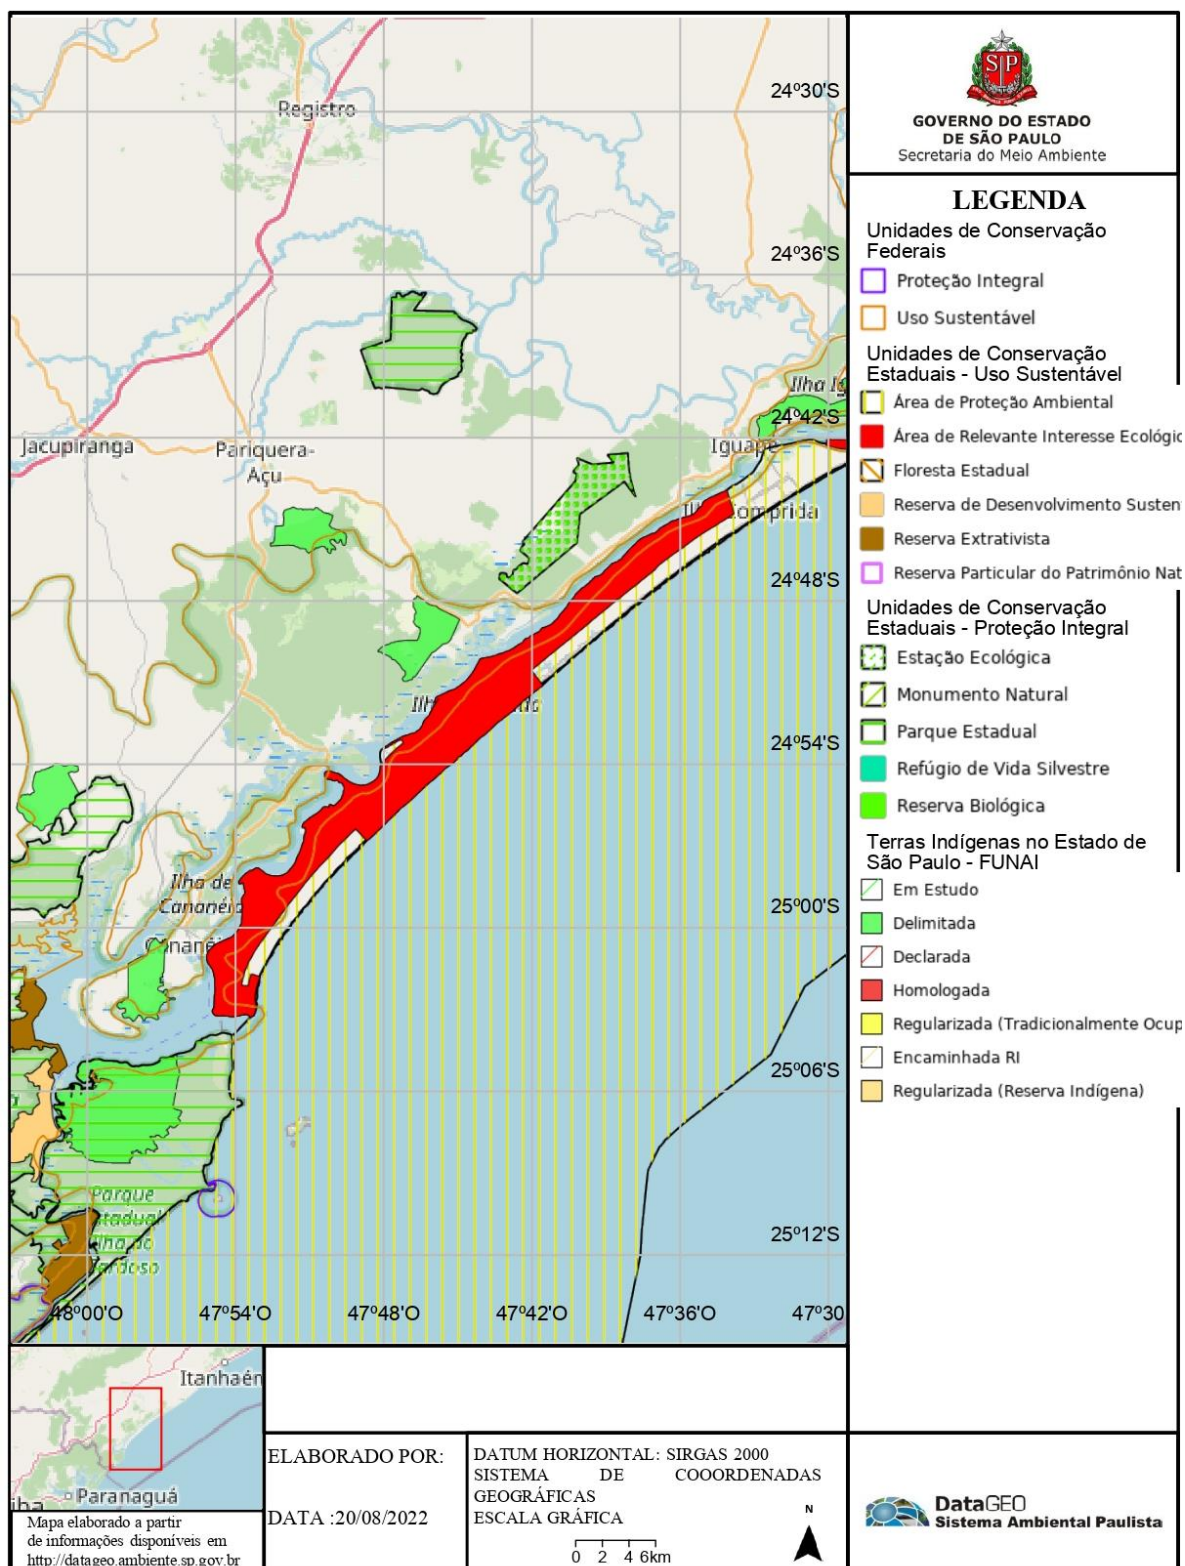 24º30'S
Registro
24º36'S
Ilha Ig
24º42'S
Jacupiranga
Pariquera-
Açu
Iguape
Comprida
24º48'S
24º54'S
Ilha de
Cananéia
25º00'S
25º06'S
Parque
25º12'S
48º00'O
47º54'O
47º48'O
47º42'O
47º36'O
47º30
SP
GOVERNO DO ESTADO
DE SÃO PAULO
Secretaria do Meio Ambiente
LEGENDA
Unidades de Conservação
Federais
Proteção Integral
Uso Sustentável
Unidades de Conservação
Estaduais - Uso Sustentável
Área de Proteção Ambiental
Área de Relevante Interesse Ecológic
Floresta Estadual
Reserva de Desenvolvimento Susten
Reserva Extrativista
Reserva Particular do Patrimônio Nat
Unidades de Conservação
Estaduais - Proteção Integral
Estação Ecológica
Monumento Natural
Parque Estadual
Refúgio de Vida Silvestre
Reserva Biológica
Terras Indígenas no Estado de
São Paulo - FUNAI
Em Estudo
Delimitada
Declarada
Homologada
Regularizada (Tradicionalmente Ocup
Encaminhada RI
Regularizada (Reserva Indígena)
Itanhaén
iba
Paranaguá
Mapa elaborado a partir
de informações disponíveis em
http://datageo.ambiente.sp.gov.br
ELABORADO POR:
DATA :20/08/2022
DATUM HORIZONTAL: SIRGAS 2000
SISTEMA DE COOORDENADAS
GEOGRÁFICAS
ESCALA GRÁFICA
0 2 4 6km
N
DataGEO
Sistema Ambiental Paulista